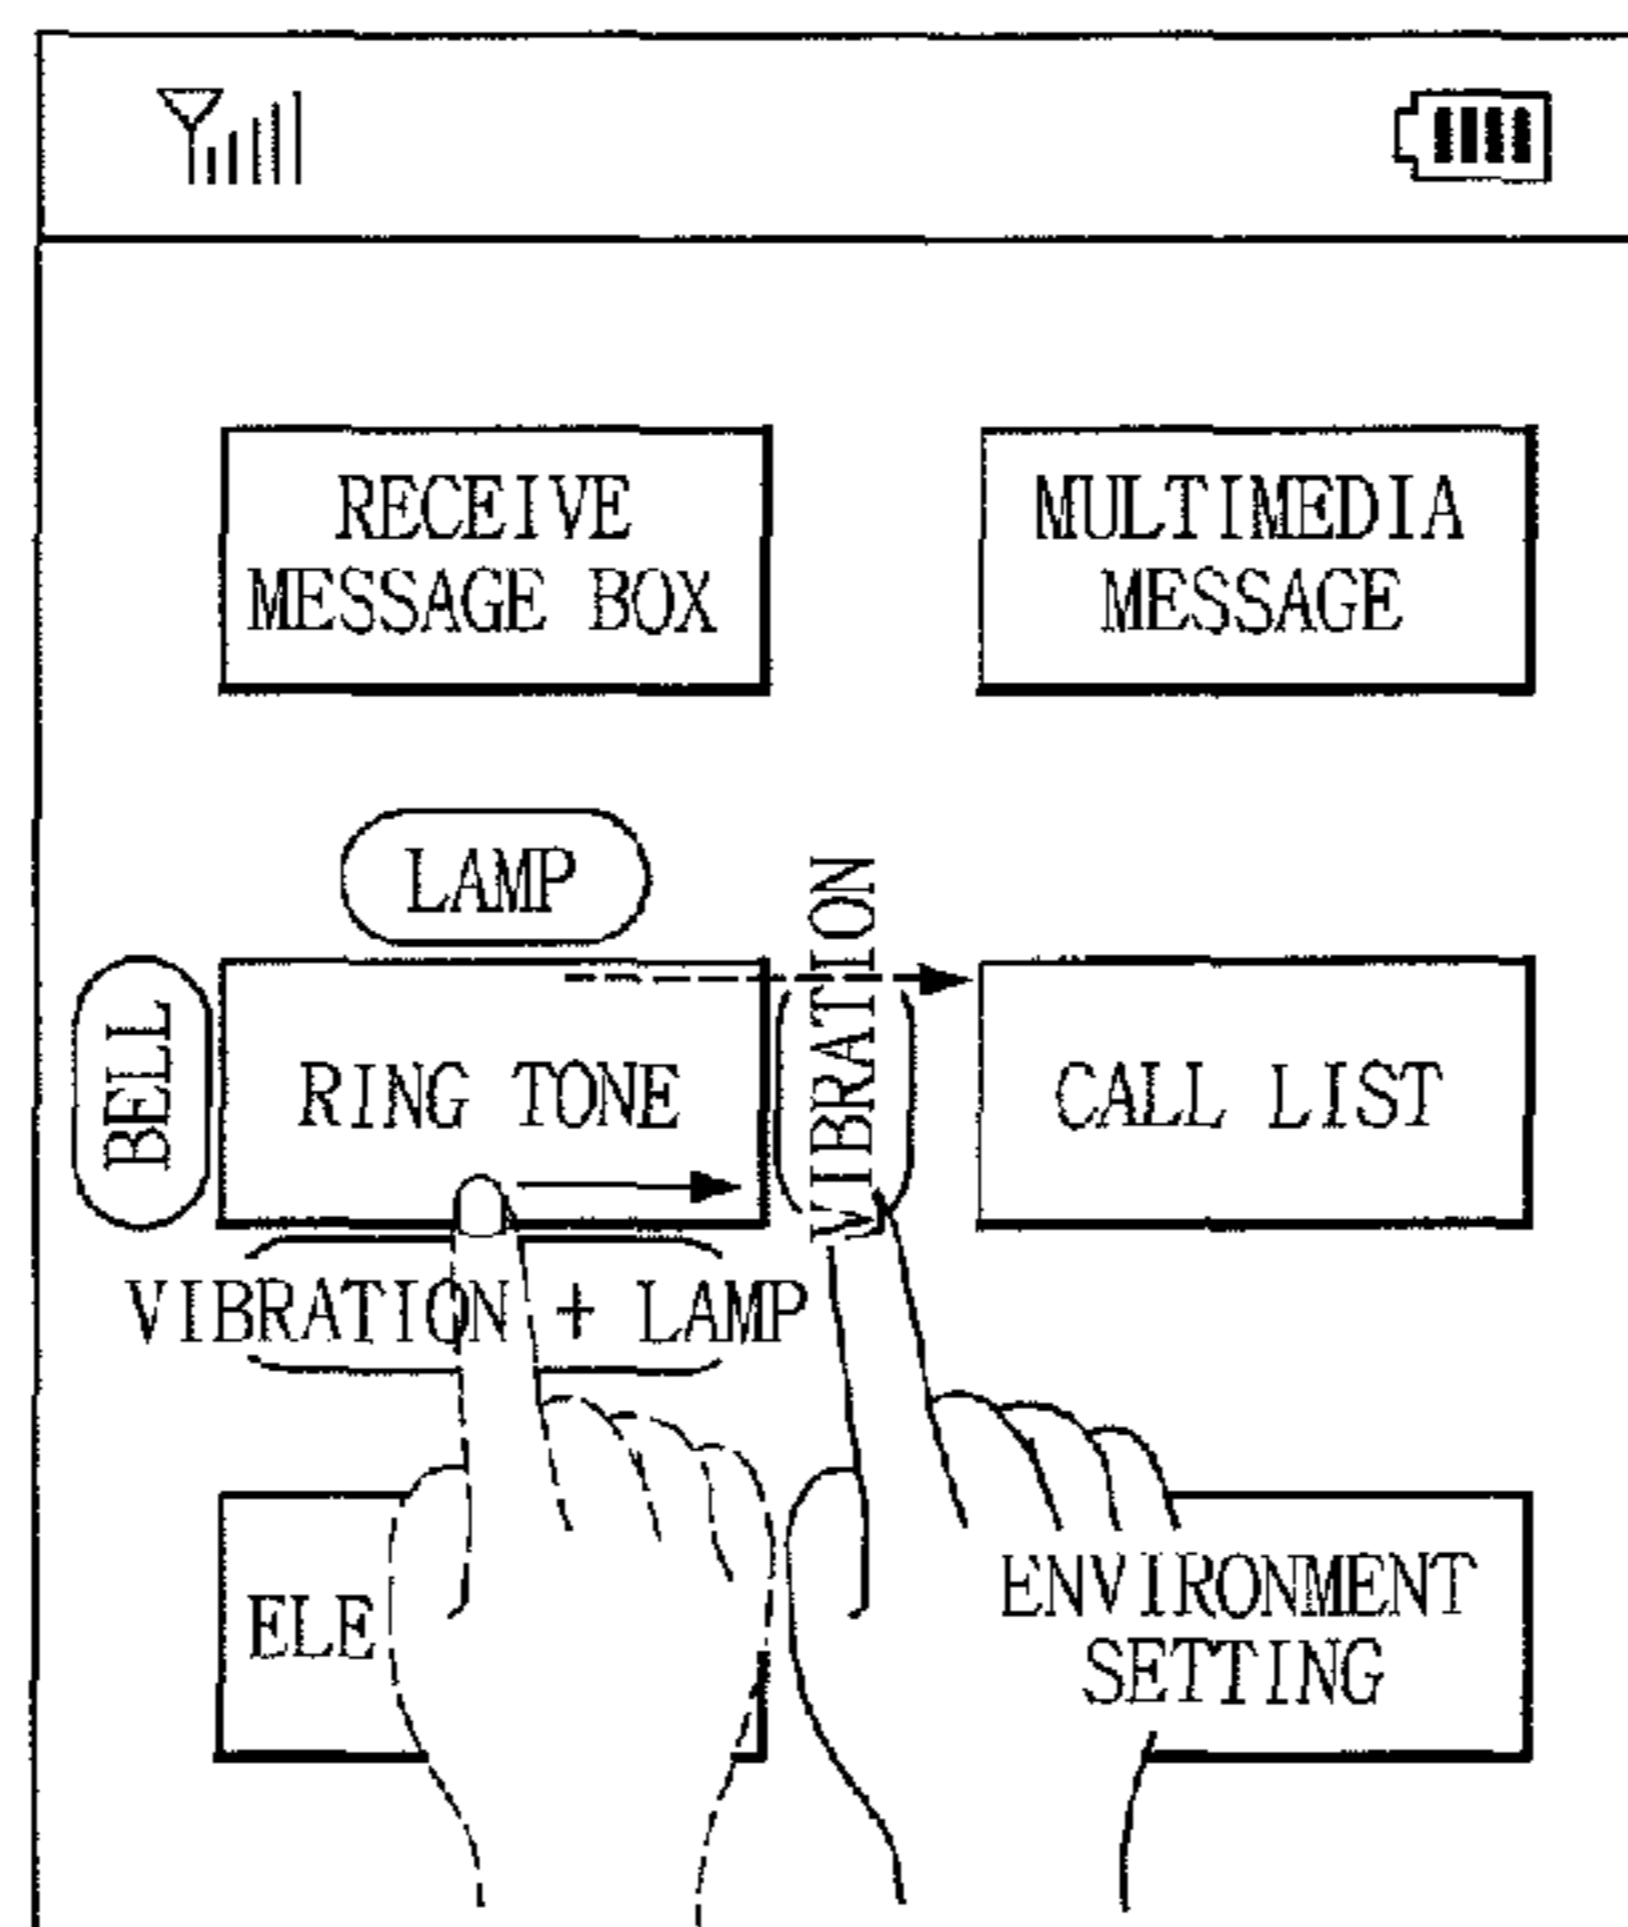 RECEIVE
MESSAGE BOX
MULTIMEDIA
MESSAGE
LAMP
BELL
RING TONE
VIBRATION
CALL LIST
VIBRATION + LAMP
ELE
ENVIRONMENT
SETTING